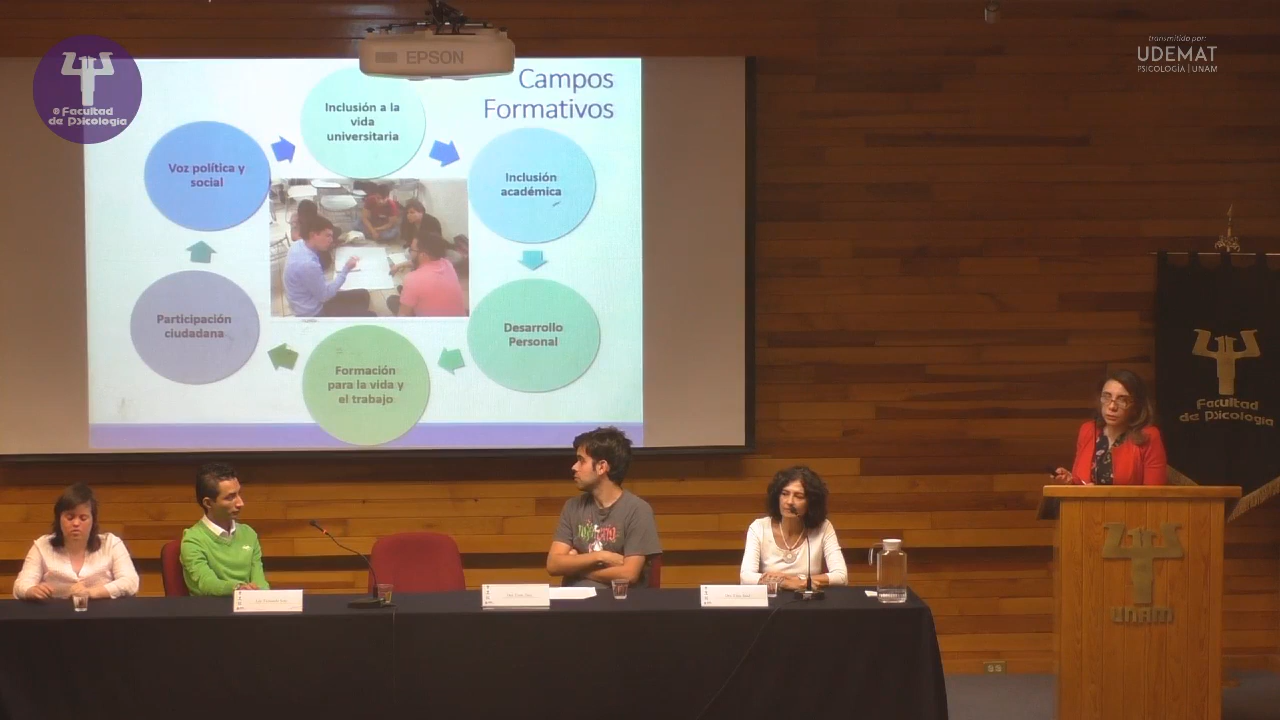 EPSON
© Facultad
de Psicología
transmitido por:
UDEMAT
PSICOLOGÍA | UNAM
Campos
Formativos
Inclusión a la
vida
universitaria
Inclusión
académica
Desarrollo
Personal
Formación
para la vida y
el trabajo
Participación
ciudadana
Voz política y
social
Facultad
de Psicología
UNAM